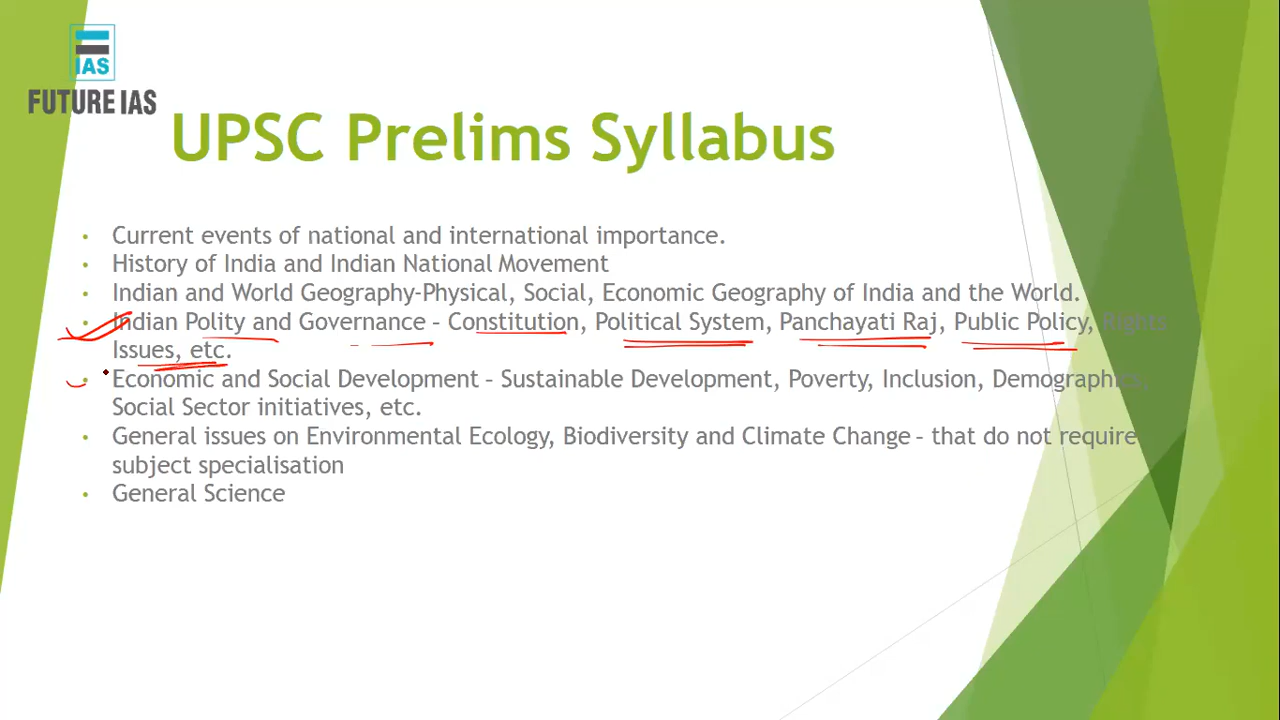 IAS
FUTURE IAS
UPSC Prelims Syllabus
• Current events of national and international importance.
• History of India and Indian National Movement
• Indian and World Geography-Physical, Social, Economic Geography of India and the World.
• Indian Polity and Governance – Constitution, Political System, Panchayati Raj, Public Policy, Rights
Issues, etc.
• Economic and Social Development – Sustainable Development, Poverty, Inclusion, Demographics,
Social Sector initiatives, etc.
• General issues on Environmental Ecology, Biodiversity and Climate Change – that do not require
subject specialisation
• General Science